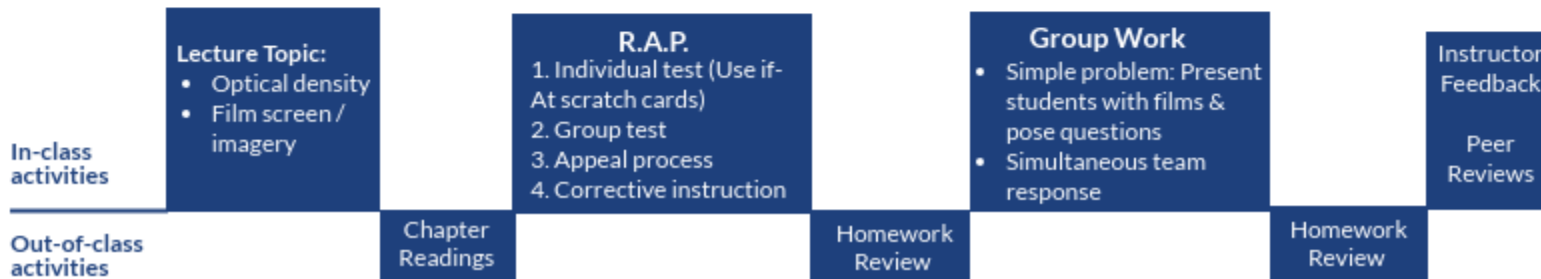 In-class
activities
Lecture Topic:
• Optical density
• Film screen /
imagery
Chapter
Readings
R.A.P.
1. Individual test (Use if-
At scratch cards)
2. Group test
3. Appeal process
4. Corrective instruction
Homework
Review
Group Work
• Simple problem: Present
students with films &
pose questions
• Simultaneous team
response
Homework
Review
Instructor
Feedback
Peer
Reviews
Out-of-class
activities